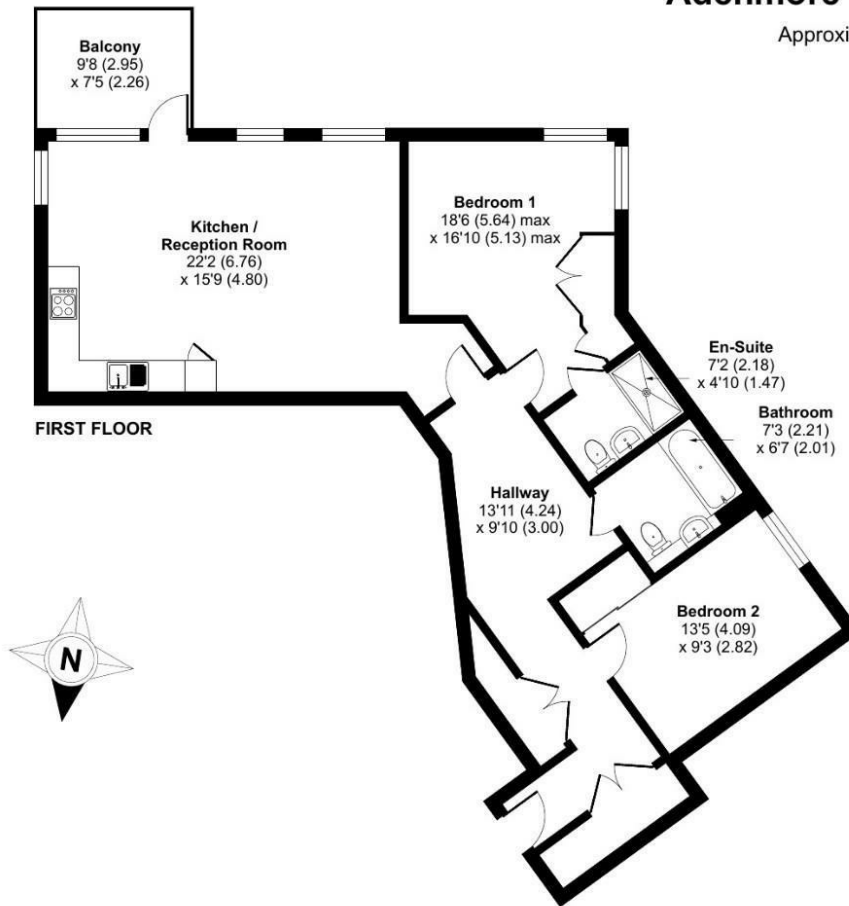 Approxi
Balcony
9'8 (2.95)
x 7'5 (2.26)
Bedroom 1
18'6 (5.64) max
x 16'10 (5.13) max
Kitchen /
Reception Room
22'2 (6.76)
x 15'9 (4.80)
En-Suite
7'2 (2.18)
x 4'10 (1.47)
FIRST FLOOR
Bathroom
7'3 (2.21)
x 6'7 (2.01)
Hallway
13'11 (4.24)
x 9'10 (3.00)
Bedroom 2
13'5 (4.09)
x 9'3 (2.82)
N